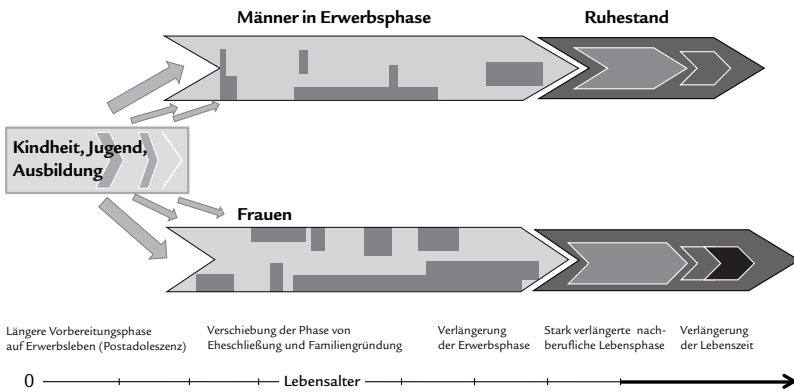 Männer in Erwerbsphase
Ruhestand
Kindheit, Jugend,
Ausbildung
Frauen
Längere Vorbereitungsphase
auf Erwerbsleben (Postadoleszenz)
Verschiebung der Phase von
Eheschließung und Familiengründung
Verlängerung
der Erwerbsphase
Stark verlängerte nach-
berufliche Lebensphase
Verlängerung
der Lebenszeit
0
Lebensalter